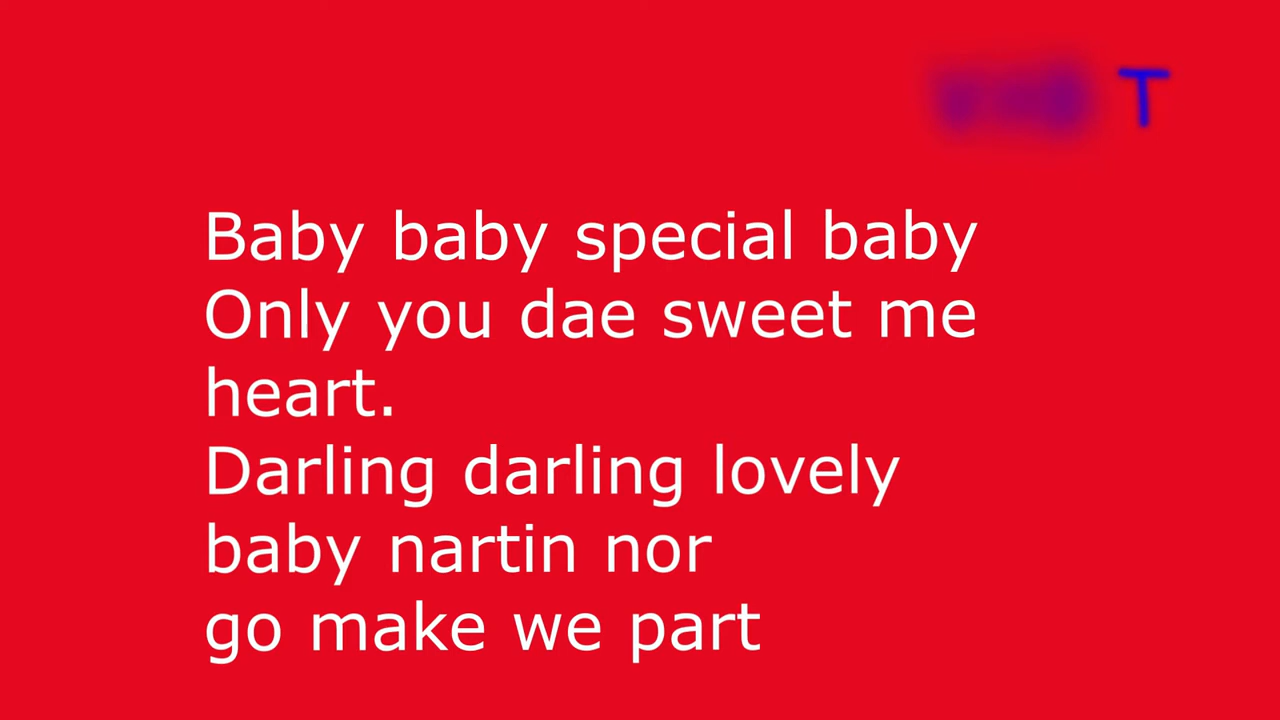 T
Baby baby special baby
Only you dae sweet me
heart.
Darling darling lovely
baby nartin nor
go make we part